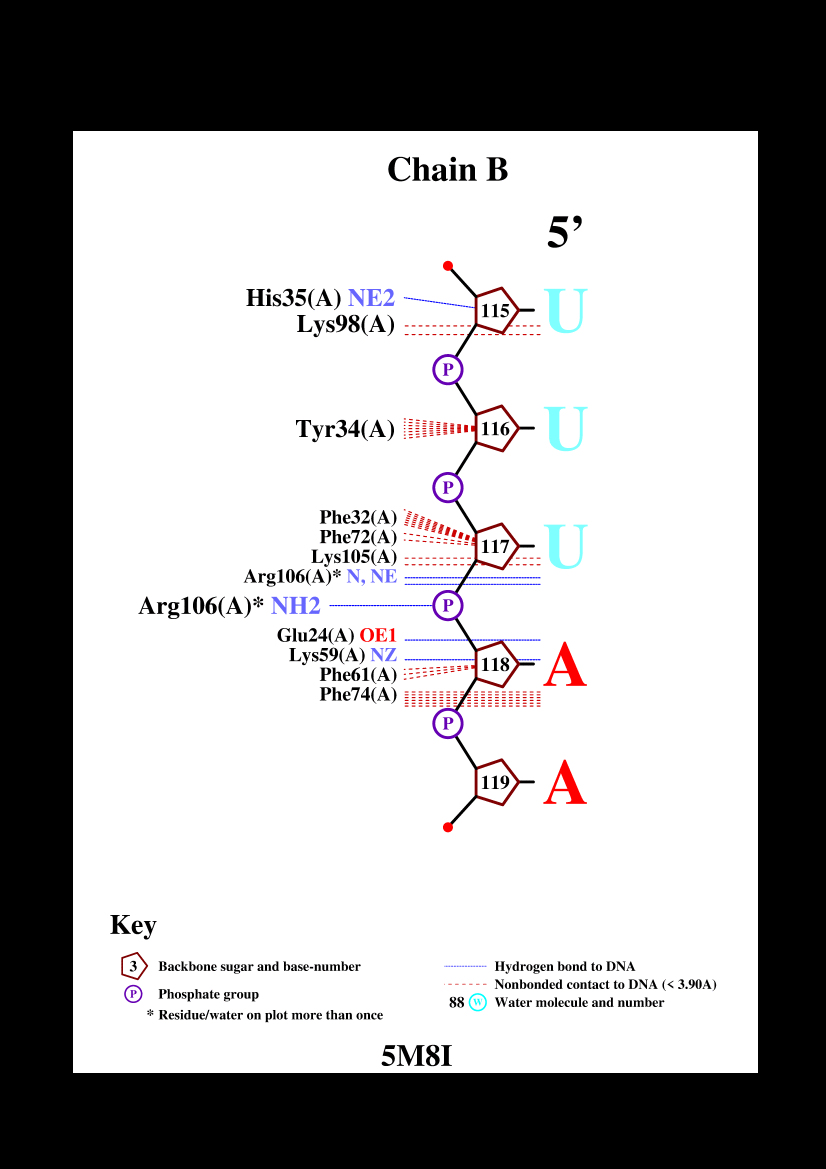 Chain B
5’
His35(A) NE2
115
U
Lys98(A)
P
Tyr34(A)
116
U
P
Phe32(A)
Phe72(A)
117
U
Lys105(A)
Arg106(A)* N, NE
Arg106(A)* NH2
P
Glu24(A) OE1
Lys59(A) NZ
118
A
Phe61(A)
Phe74(A)
P
119
A
Key
3 Backbone sugar and base-number
P Phosphate group
* Residue/water on plot more than once
Hydrogen bond to DNA
Nonbonded contact to DNA (< 3.90A)
88 W Water molecule and number
5M8I